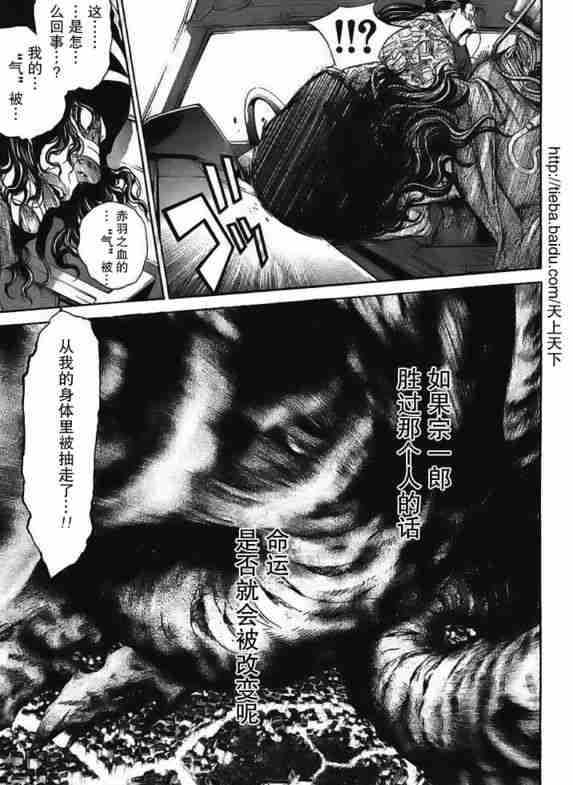 !!?
这……
…是怎
么回事…?
我的…
“气”被…
赤羽之血的
“气”被…
如果宗一郎
胜过那个人的话
命运
是否就会被改变呢
从我的身体里被抽走了…!!
http://tieba.baidu.com/天上天下